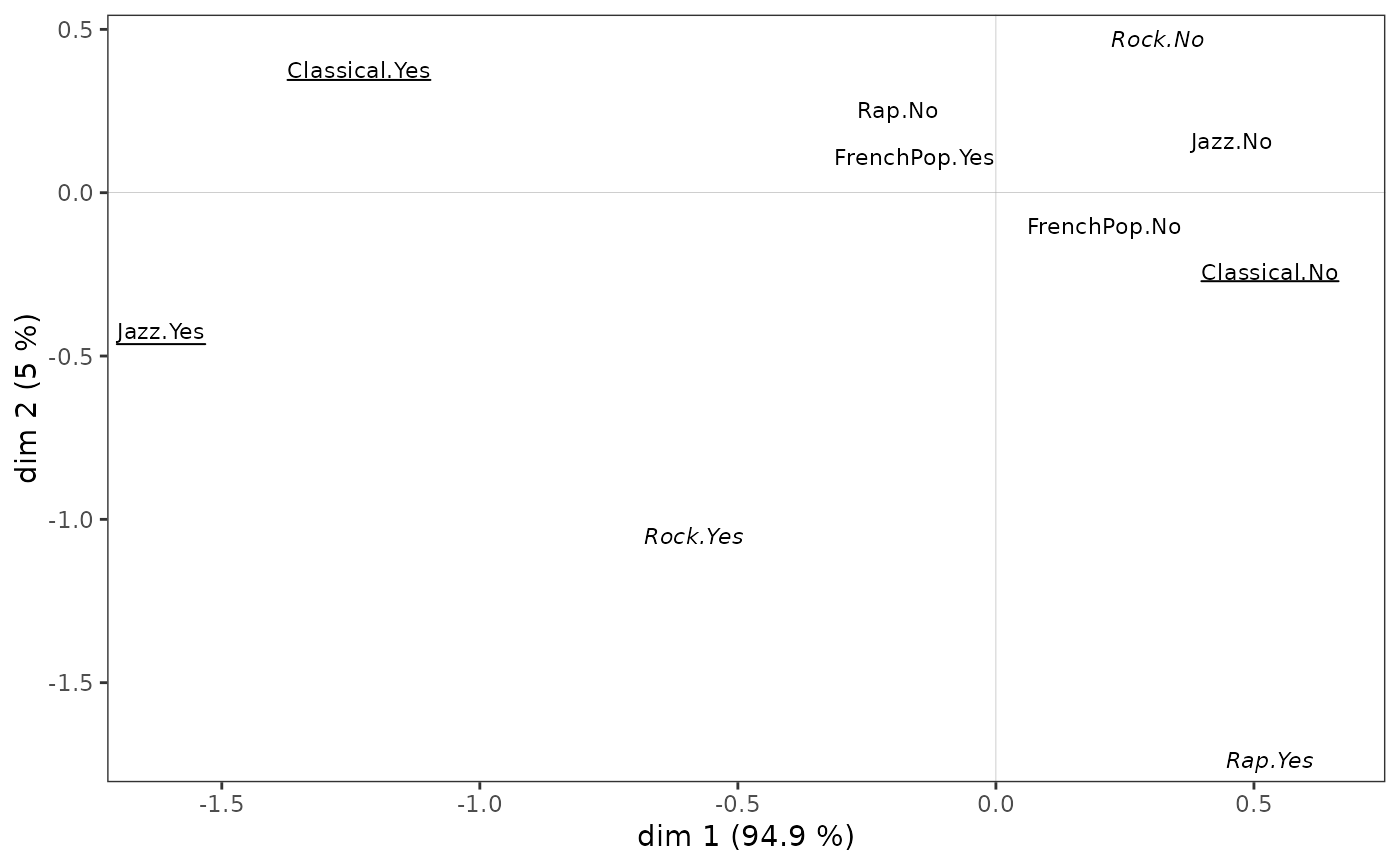 0.5
Rock.No
Classical.Yes
Rap.No
Jazz.No
FrenchPop.Yes
0.0
FrenchPop.No
Classical.No
Jazz.Yes
-0.5
dim 2 (5 %)
-1.0
Rock.Yes
-1.5
Rap.Yes
-1.5 -1.0 -0.5 0.0 0.5
dim 1 (94.9 %)